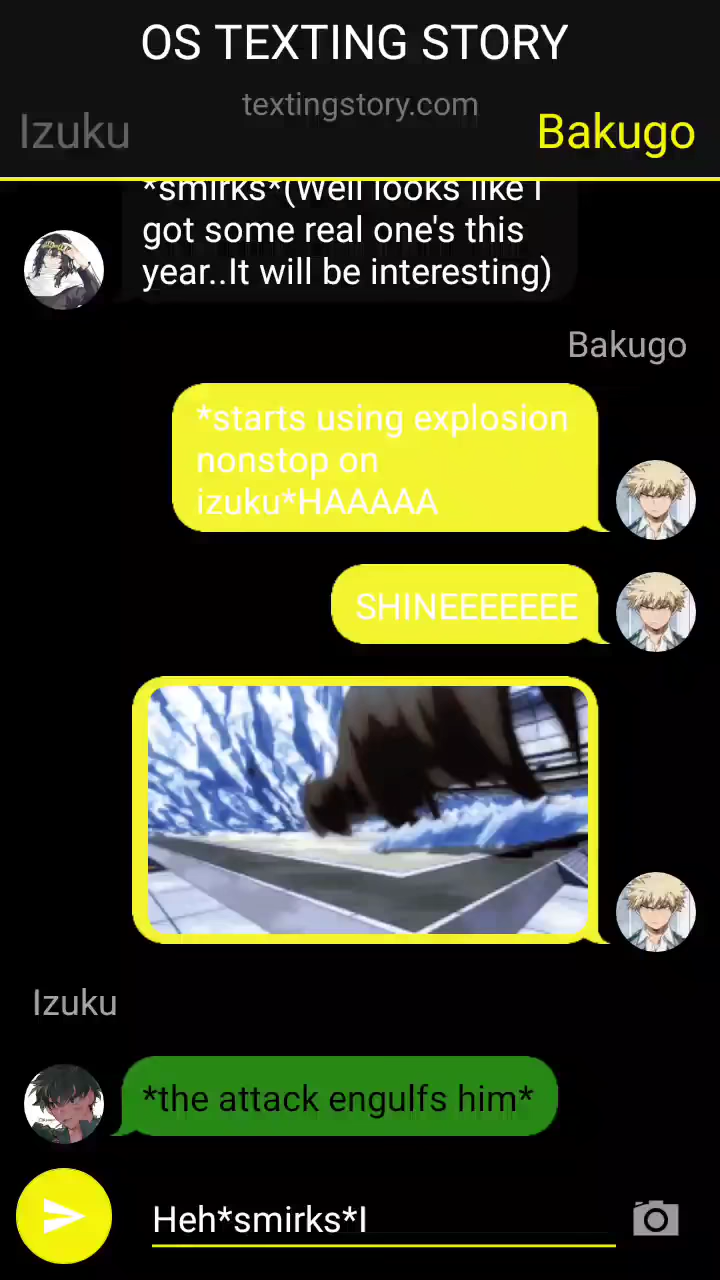 OS TEXTING STORY
textingstory.com
Izuku
Bakugo
*smirks*(Well looks like I
got some real one's this
year..It will be interesting)
Bakugo
*starts using explosion
nonstop on
izuku*HAAAAA
SHINEEEEEEE
Izuku
*the attack engulfs him*
Heh*smirks*I